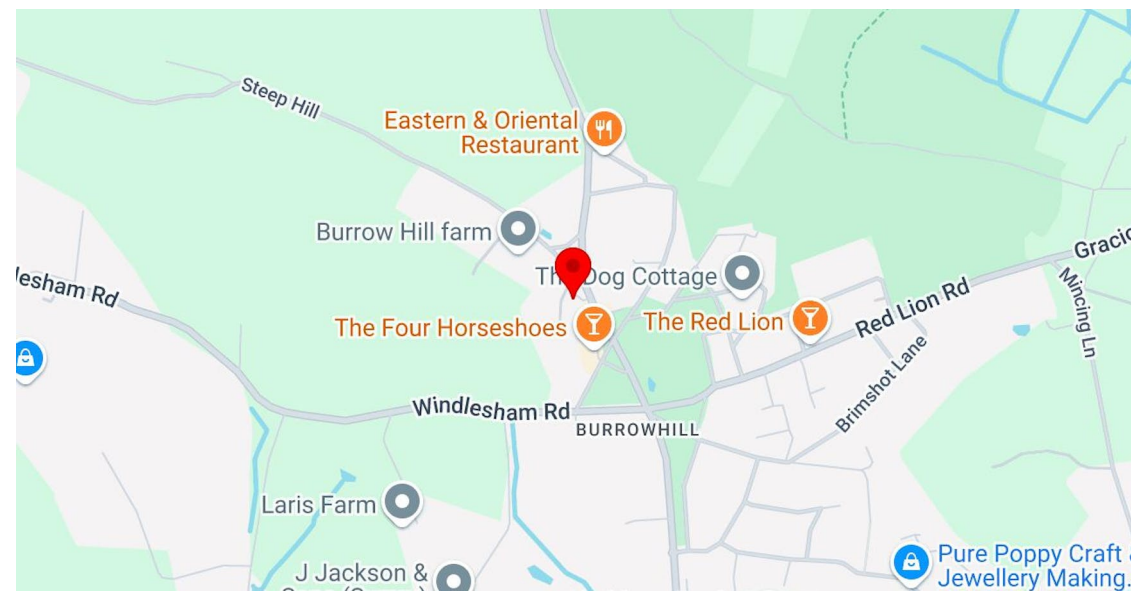 Steep Hill
Eastern & Oriental
Restaurant
Burrow Hill farm
The Dog Cottage
Gracio
lesham Rd
Mincing Ln
The Four Horseshoes
The Red Lion
Red Lion Rd
Brimshot Lane
Windlesham Rd
BURROWHILL
Laris Farm
J Jackson &
Pure Poppy Craft &
Jewellery Making.